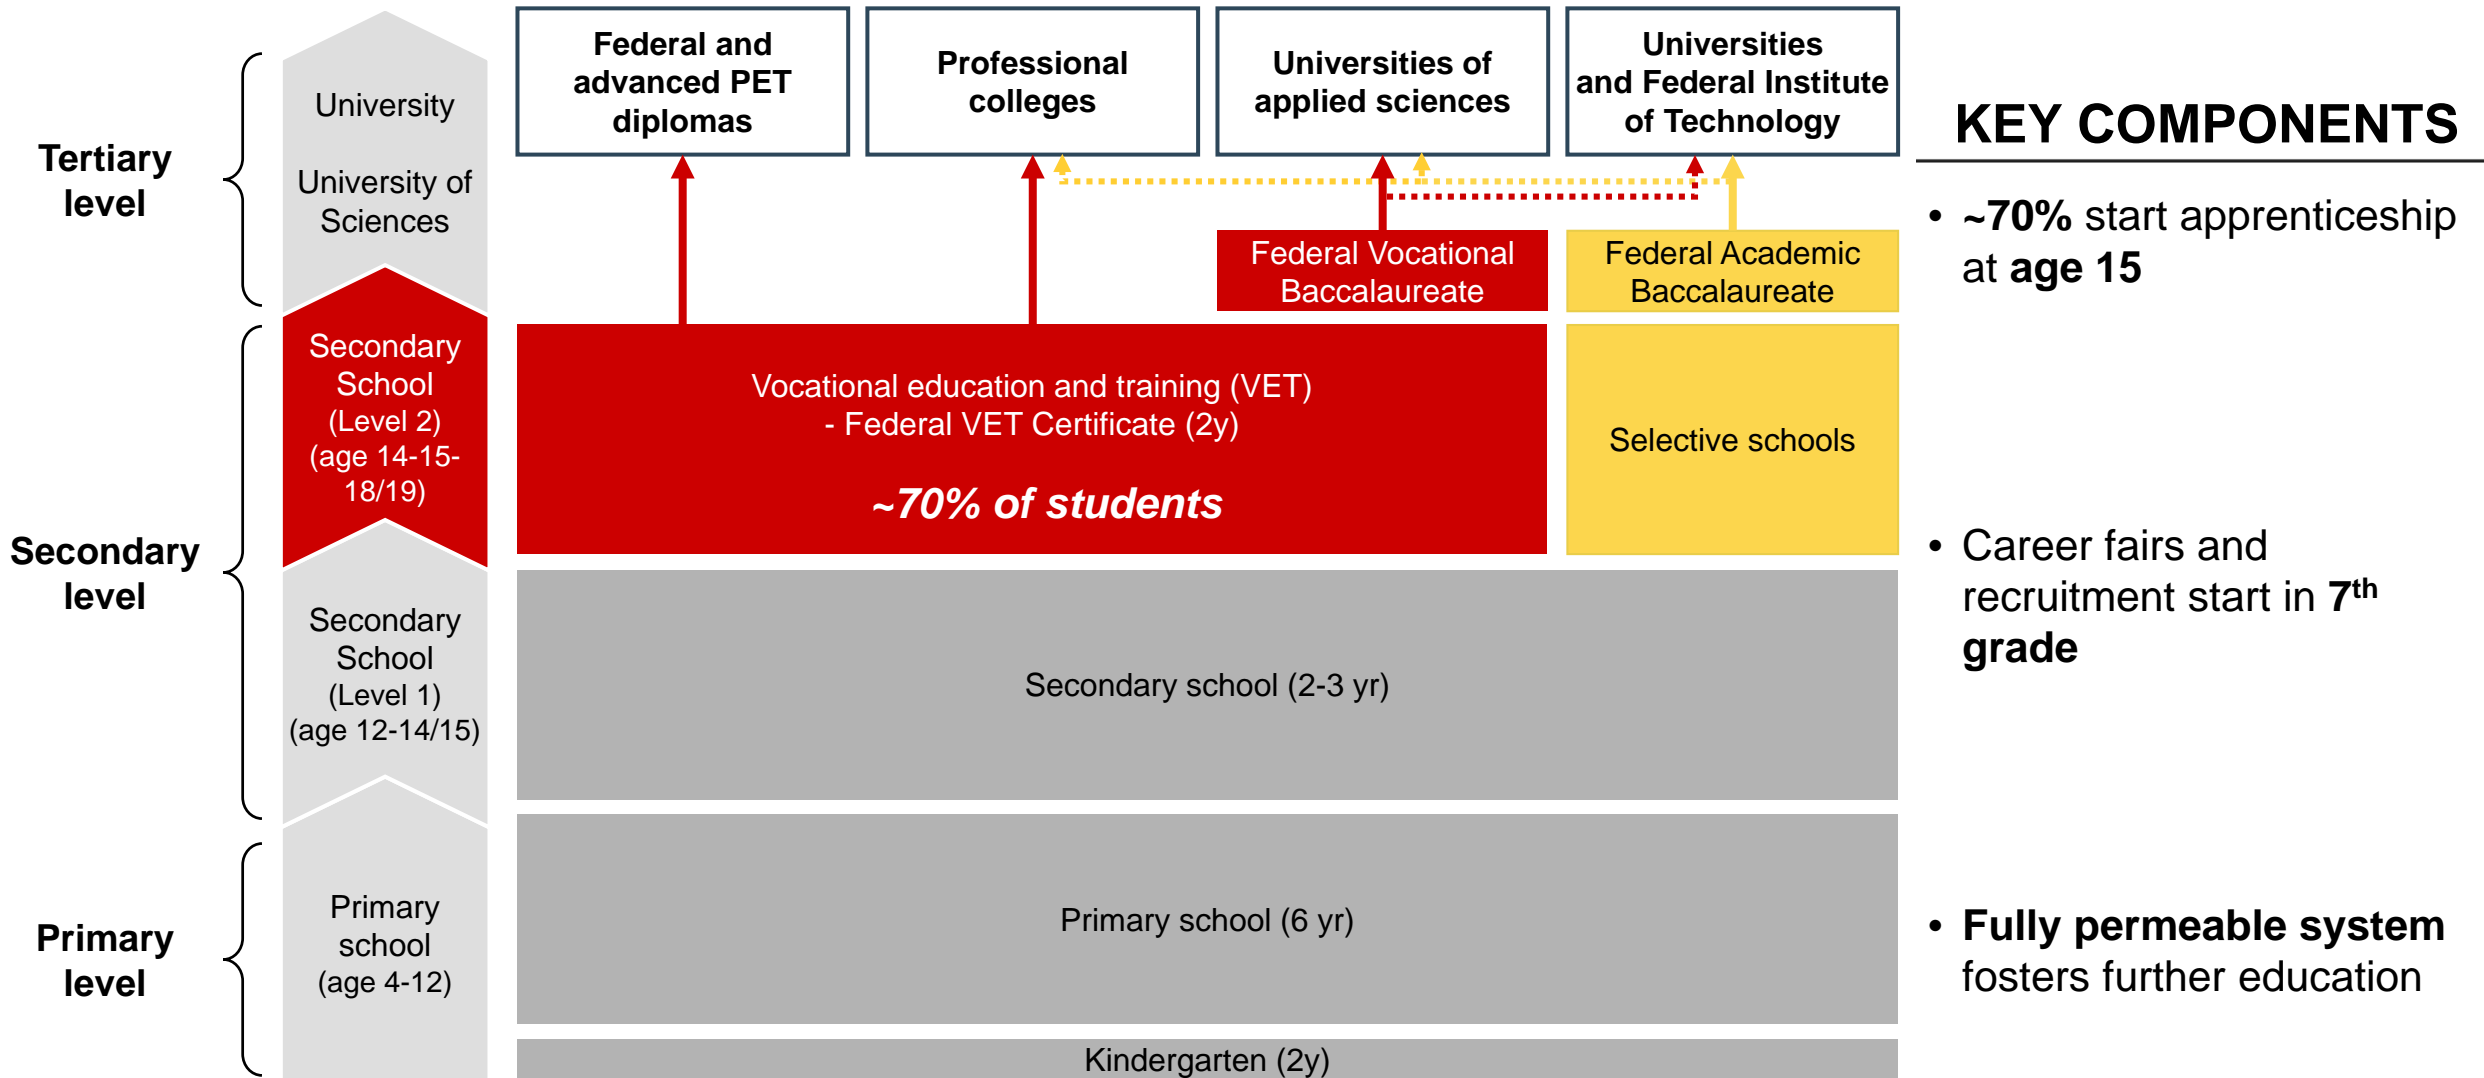 Tertiary
level
Secondary
level
Primary
level
University
University of
Sciences
Secondary
School
(Level 2)
(age 14-15-
18/19)
Secondary
School
(Level 1)
(age 12-14/15)
Primary
school
(age 4-12)
Federal and
advanced PET
diplomas
Professional
colleges
Universities of
applied sciences
Universities
and Federal Institute
of Technology
Federal Vocational
Baccalaureate
Federal Academic
Baccalaureate
Vocational education and training (VET)
- Federal VET Certificate (2y)
~70% of students
Selective schools
Secondary school (2-3 yr)
Primary school (6 yr)
Kindergarten (2y)
KEY COMPONENTS
• ~70% start apprenticeship
at age 15
• Career fairs and
recruitment start in 7th
grade
• Fully permeable system
fosters further education